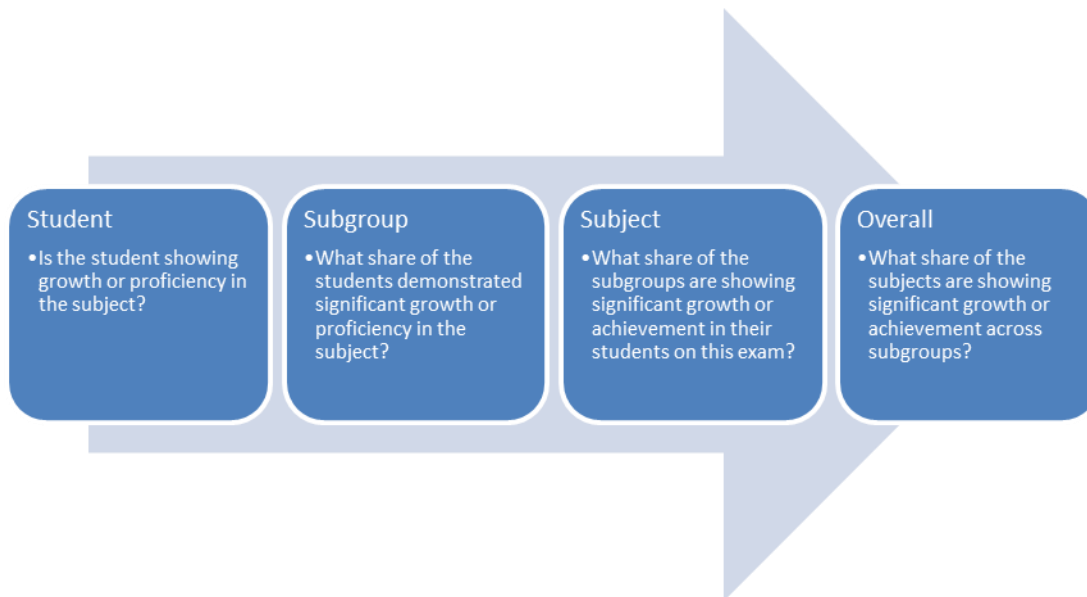 Student
•Is the student showing
growth or proficiency in
the subject?
Subgroup
•What share of the
students demonstrated
significant growth or
proficiency in the
subject?
Subject
•What share of the
subgroups are showing
significant growth or
achievement in their
students on this exam?
Overall
•What share of the
subjects are showing
significant growth or
achievement across
subgroups?